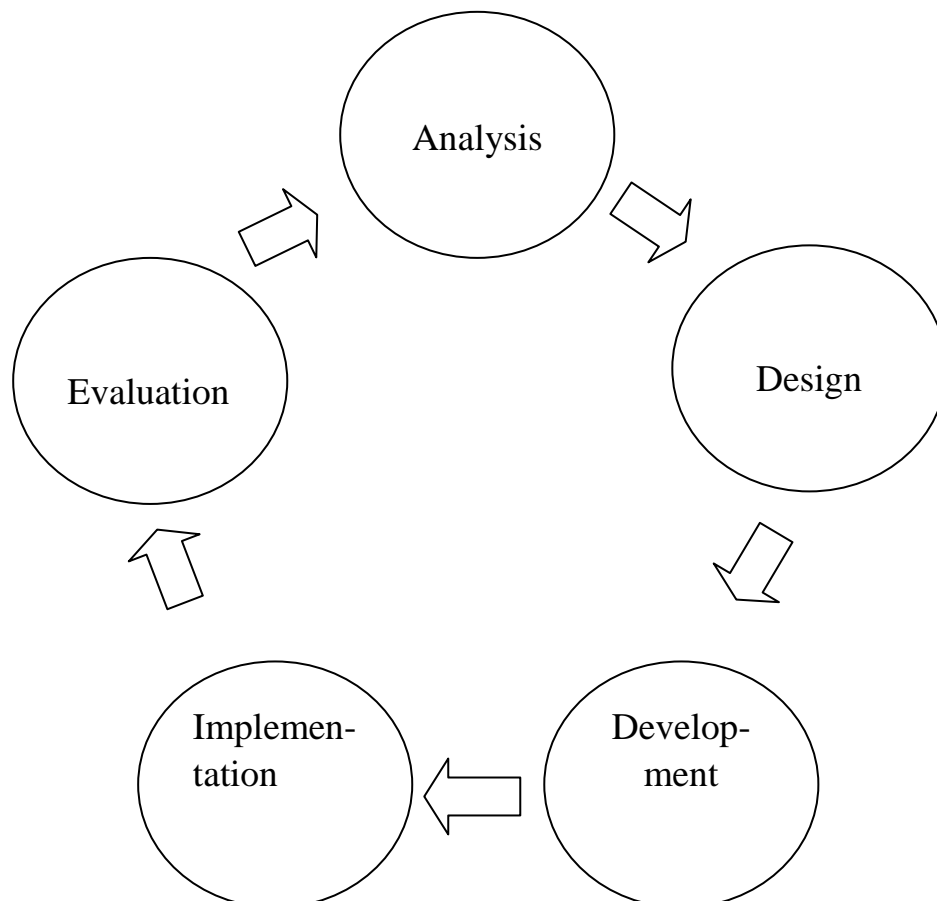 Analysis
Design
Develop-
ment
Implemen-
tation
Evaluation